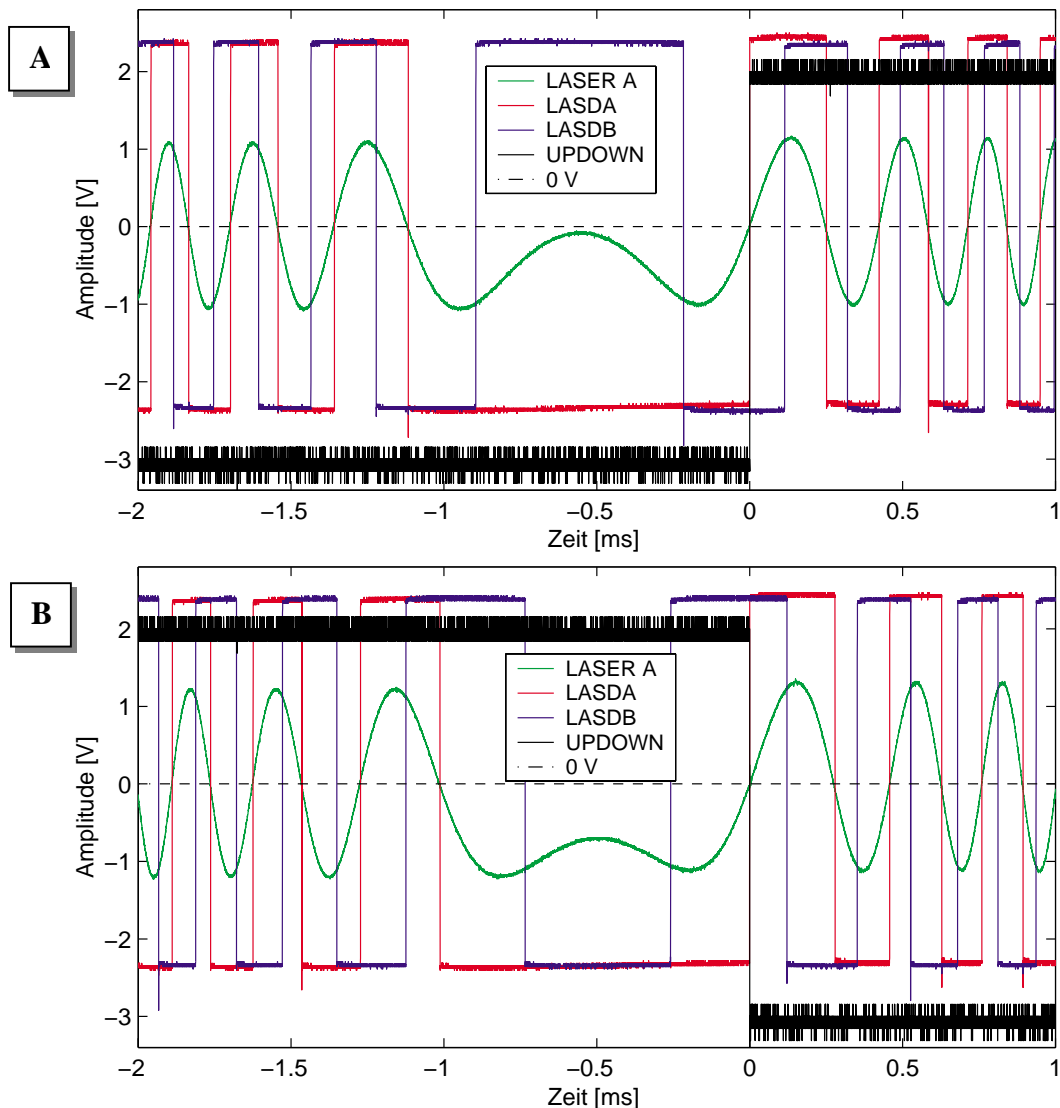 A
2
1
0
−1
−2
−3
Amplitude [V]
LASER A
LASDA
LASDB
UPDOWN
0 V
−2
−1.5
−1
−0.5
0
0.5
1
Zeit [ms]
B
2
1
0
−1
−2
−3
Amplitude [V]
LASER A
LASDA
LASDB
UPDOWN
0 V
−2
−1.5
−1
−0.5
0
0.5
1
Zeit [ms]